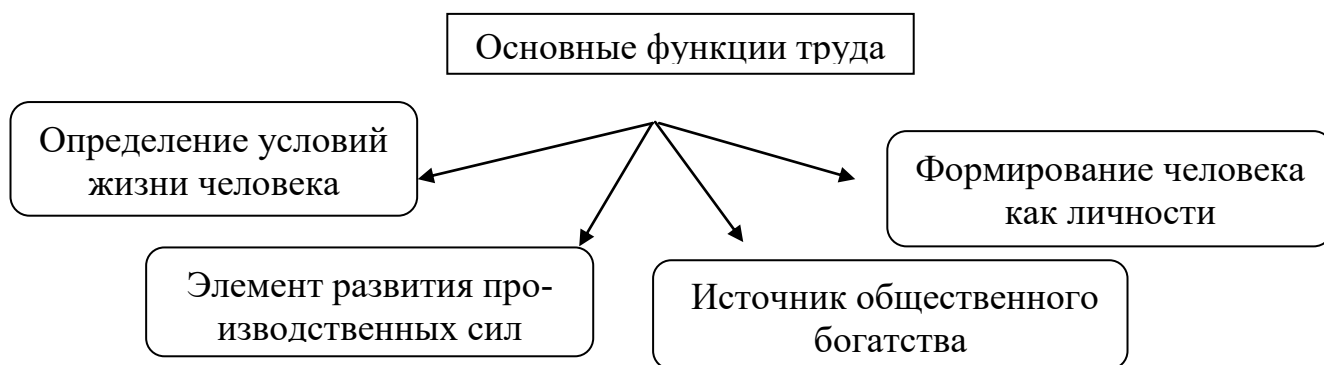 Основные функции труда
Определение условий
жизни человека
Формирование человека
как личности
Элемент развития про-
изводственных сил
Источник общественного
богатства